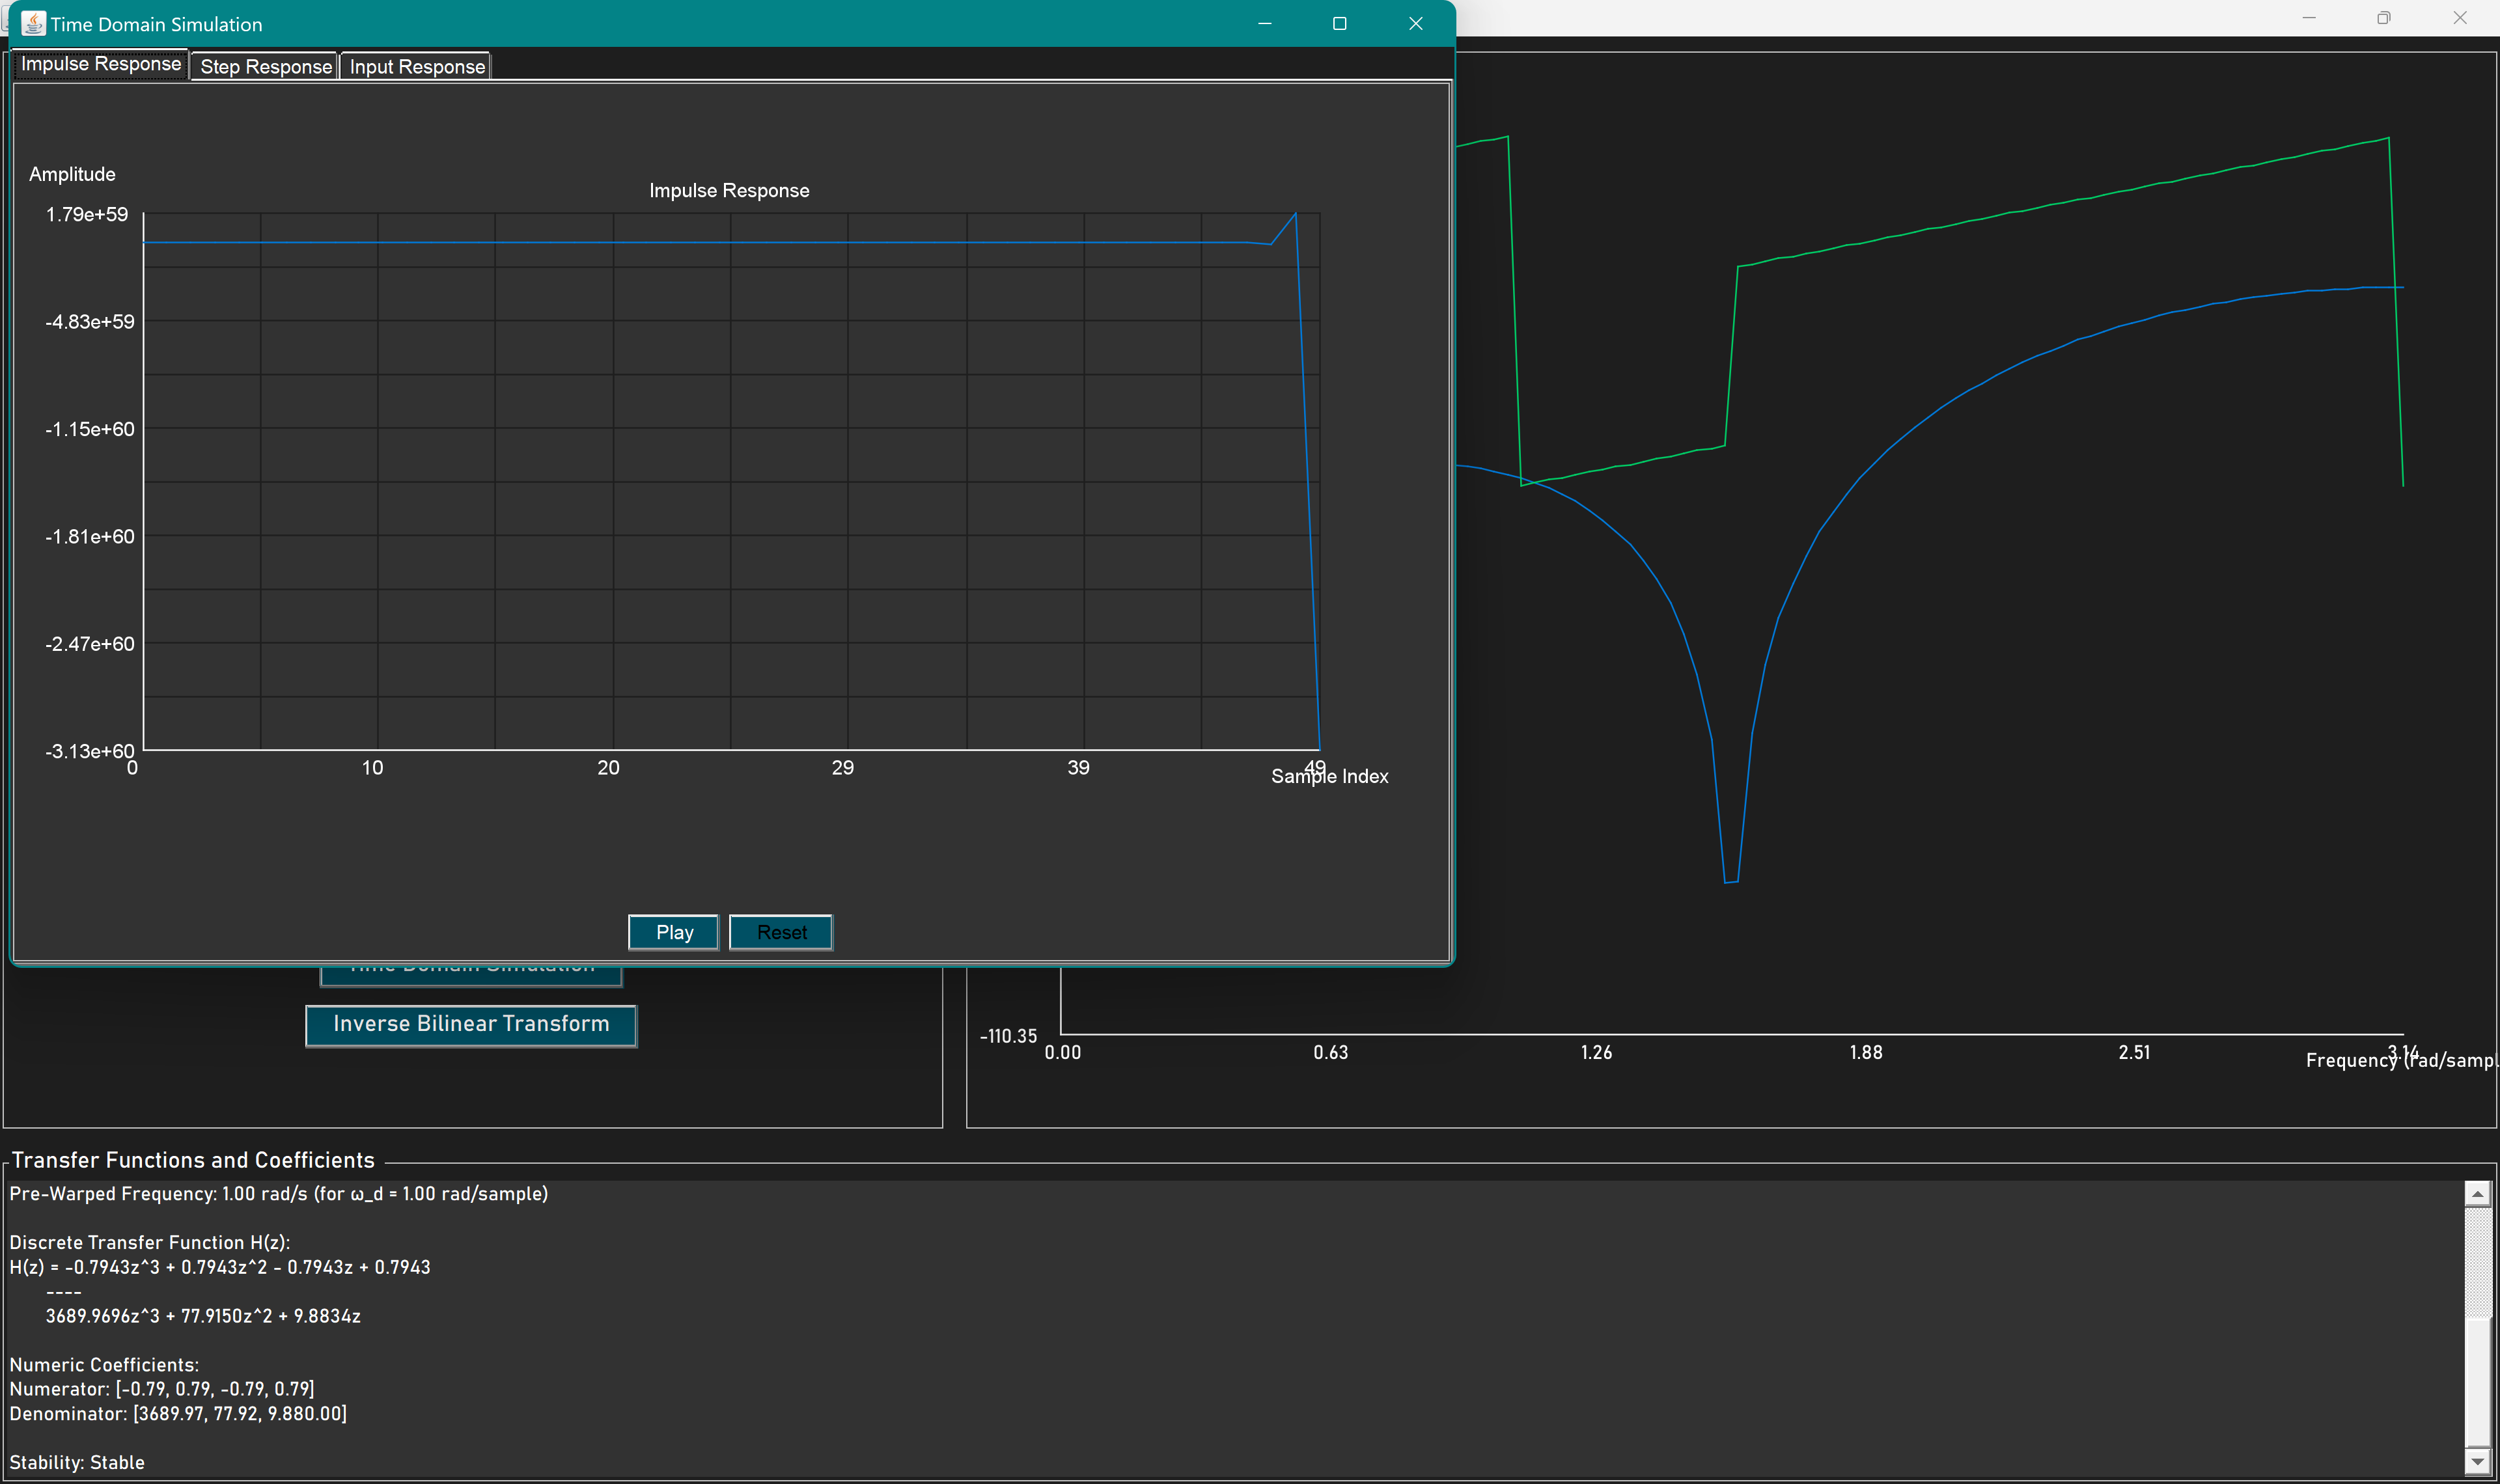 Time Domain Simulation
Impulse Response
Step Response
Input Response
Amplitude
Impulse Response
1.79e+59
-4.83e+59
-1.15e+60
-1.81e+60
-2.47e+60
-3.13e+60
0 10 20 29 39 49
Sample Index
Play
Reset
Time Domain Simulation
Inverse Bilinear Transform
-110.35
0.00 0.63 1.26 1.88 2.51 3.14
Frequency (rad/sampl
Transfer Functions and Coefficients
Pre-Warped Frequency: 1.00 rad/s (for ω_d = 1.00 rad/sample)
Discrete Transfer Function H(z):
H(z) = -0.7943z^3 + 0.7943z^2 - 0.7943z + 0.7943
----
3689.9696z^3 + 77.9150z^2 + 9.8834z
Numeric Coefficients:
Numerator: [-0.79, 0.79, -0.79, 0.79]
Denominator: [3689.97, 77.92, 9.880.00]
Stability: Stable